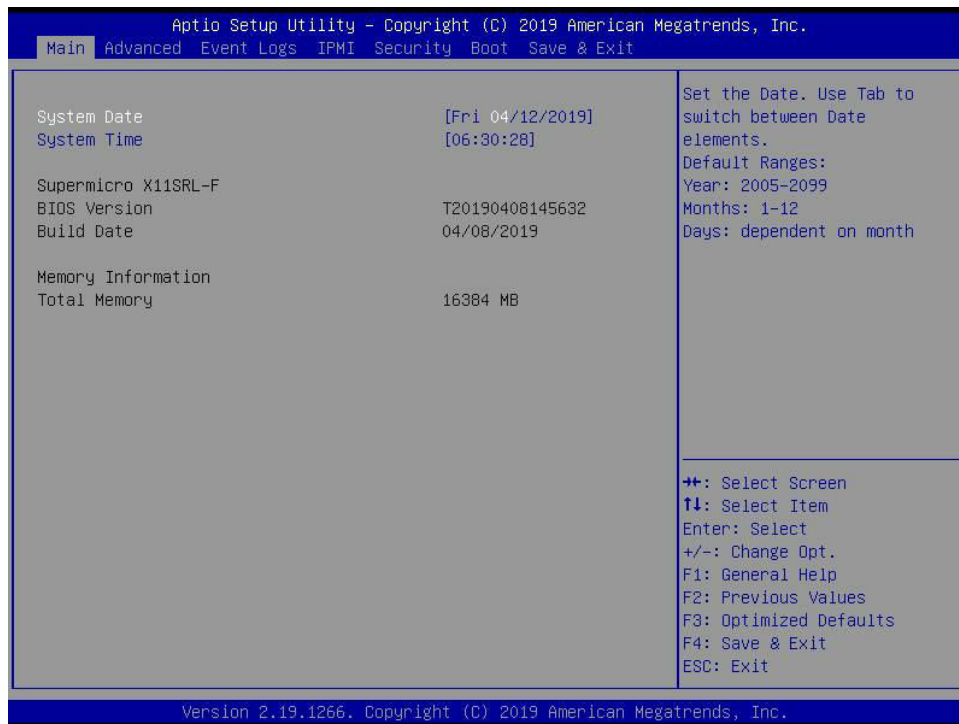 Aptio Setup Utility – Copyright (C) 2019 American Megatrends, Inc.
Main Advanced Event Logs IPMI Security Boot Save & Exit
System Date [Fri 04/12/2019]
System Time [06:30:28]
Supermicro X11SRL-F
BIOS Version T20190408145632
Build Date 04/08/2019
Memory Information
Total Memory 16384 MB
Set the Date. Use Tab to
switch between Date
elements.
Default Ranges:
Year: 2005-2099
Months: 1-12
Days: dependent on month
→←: Select Screen
↑↓: Select Item
Enter: Select
+/-: Change Opt.
F1: General Help
F2: Previous Values
F3: Optimized Defaults
F4: Save & Exit
ESC: Exit
Version 2.19.1266. Copyright (C) 2019 American Megatrends, Inc.